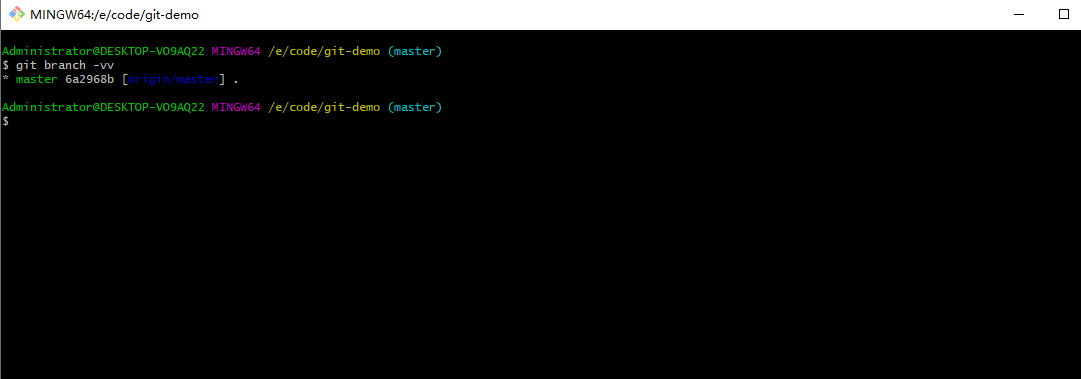 MINGW64:/e/code/git-demo
Administrator@DESKTOP-VO9AQ22 MINGW64 /e/code/git-demo (master)
$ git branch -vv
* master 6a2968b [origin/master] .
Administrator@DESKTOP-VO9AQ22 MINGW64 /e/code/git-demo (master)
$